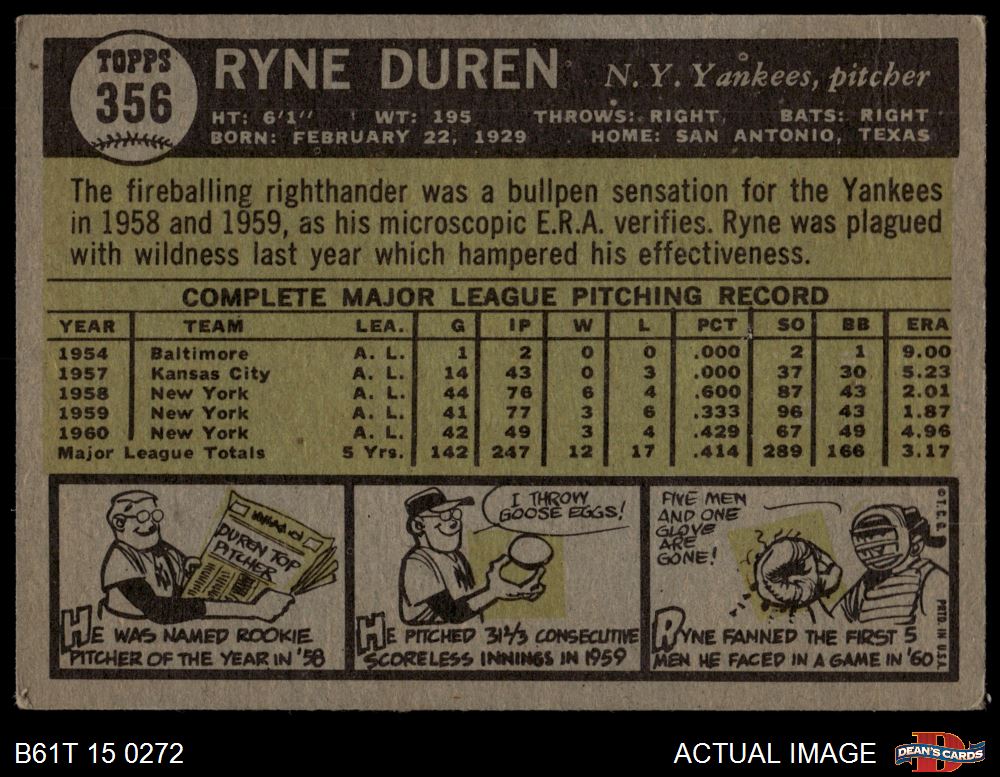 TOPPS
356
RYNE DUREN N. Y. Yankees, pitcher
HT: 6'1" WT: 195 THROWS: RIGHT, BATS: RIGHT
BORN: FEBRUARY 22, 1929 HOME: SAN ANTONIO, TEXAS
The fireballing righthander was a bullpen sensation for the Yankees
in 1958 and 1959, as his microscopic E.R.A. verifies. Ryne was plagued
with wildness last year which hampered his effectiveness.
COMPLETE MAJOR LEAGUE PITCHING RECORD
YEAR TEAM LEA. G IP W L PCT SO BB ERA
1954 Baltimore A. L. 1 2 0 0 .000 2 1 9.00
1957 Kansas City A. L. 14 43 0 3 .000 37 30 5.23
1958 New York A. L. 44 76 6 4 .600 87 43 2.01
1959 New York A. L. 41 77 3 6 .333 96 43 1.87
1960 New York A. L. 42 49 3 4 .429 67 49 4.96
Major League Totals 5 Yrs. 142 247 12 17 .414 289 166 3.17
DUREN TOP
PITCHER
HE WAS NAMED ROOKIE
PITCHER OF THE YEAR IN '58
I THROW
GOOSE EGGS!
HE PITCHED 31 1/3 CONSECUTIVE
SCORELESS INNINGS IN 1959
FIVE MEN
AND ONE
GLOVE
ARE
GONE!
RYNE FANNED THE FIRST 5
MEN HE FACED IN A GAME IN '60
© T. C. G.
PRTD. IN U.S.A.
B61T 15 0272
ACTUAL IMAGE
D
DEAN'S CARDS